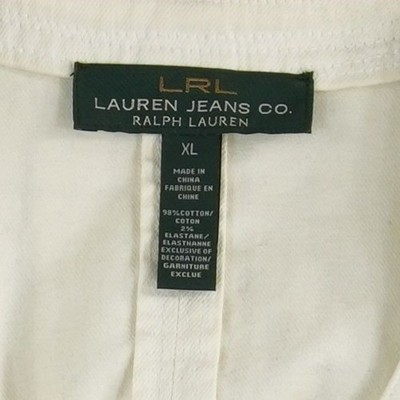 LRL
LAUREN JEANS CO.
RALPH LAUREN
XL
MADE IN
CHINA
FABRIQUE EN
CHINE
98% COTTON/
COTON
2%
ELASTANE/
ELASTHANNE
EXCLUSIVE OF
DECORATION/
GARNITURE
EXCLUE